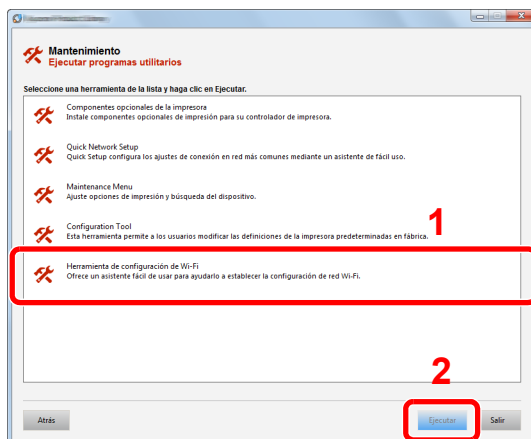 Mantenimiento
Ejecutar programas utilitarios
Seleccione una herramienta de la lista y haga clic en Ejecutar.
Componentes opcionales de la impresora
Instale componentes opcionales de impresión para su controlador de impresora.
Quick Network Setup
Quick Setup configura los ajustes de conexión en red más comunes mediante un asistente de fácil uso.
Maintenance Menu
Ajuste opciones de impresión y búsqueda del dispositivo.
1
Configuration Tool
Esta herramienta permite a los usuarios modificar las definiciones de la impresora predeterminadas en fábrica.
Herramienta de configuración de Wi-Fi
Ofrece un asistente fácil de usar para ayudarlo a establecer la configuración de red Wi-Fi.
2
Atrás
Ejecutar
Salir